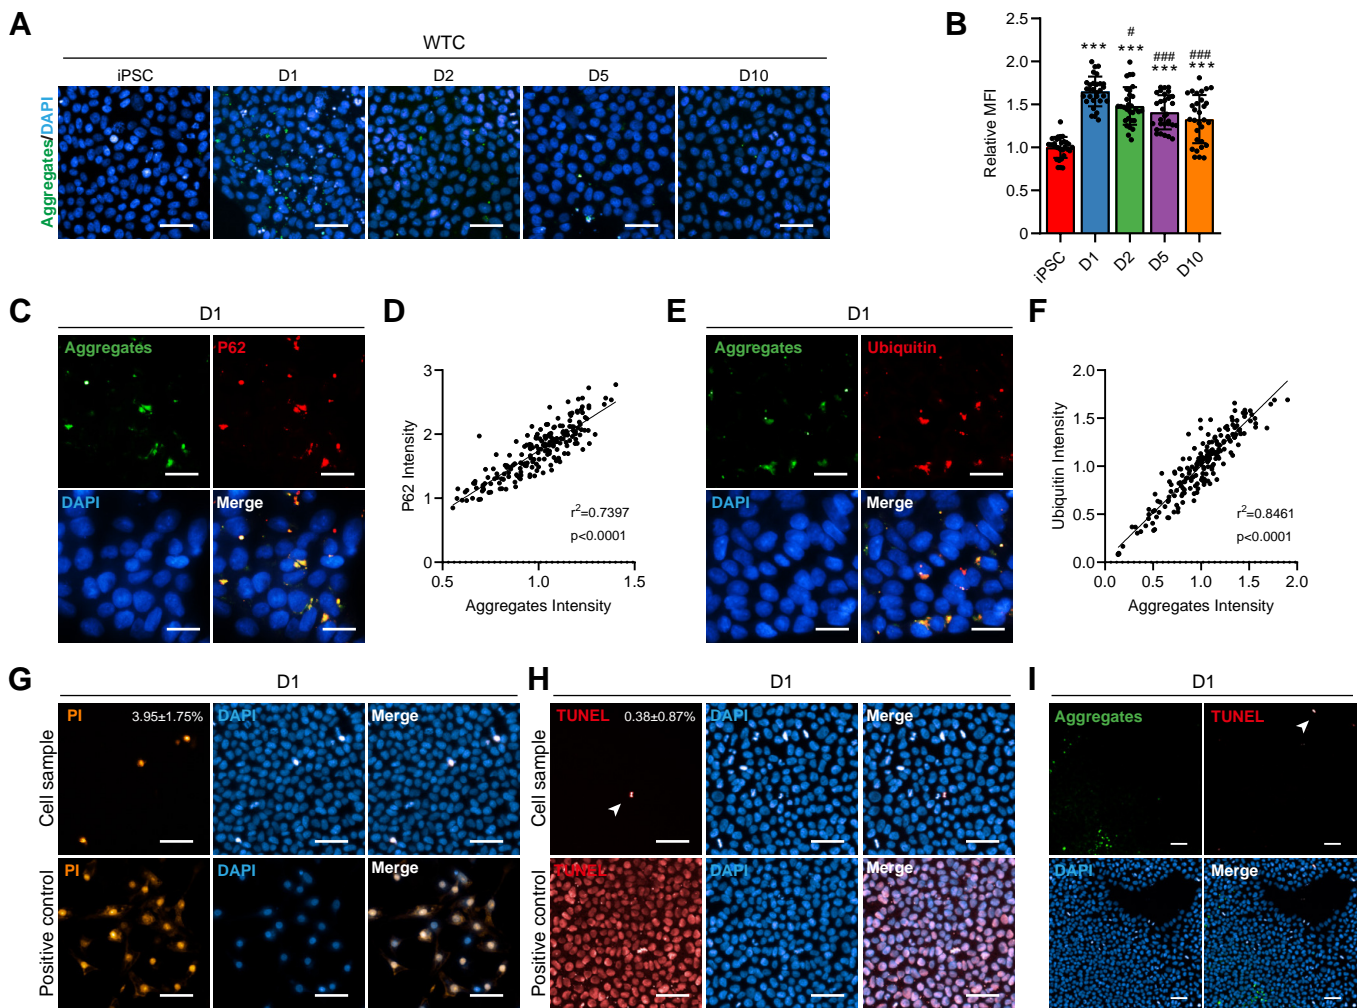 A
WTC
iPSC
D1
D2
D5
D10
Aggregates/DAPI
B
2.5
2.0
1.5
1.0
0.5
0
Relative MFI
***
#
***
###
***
###
***
iPSC
D1
D2
D5
D10
C
D1
Aggregates
P62
DAPI
Merge
D
3
2
1
0
P62 Intensity
r²=0.7397
p<0.0001
0.5
1.0
1.5
Aggregates Intensity
E
D1
Aggregates
Ubiquitin
DAPI
Merge
F
2.0
1.5
1.0
0.5
0.0
Ubiquitin Intensity
r²=0.8461
p<0.0001
0.0
0.5
1.0
1.5
2.0
Aggregates Intensity
G
D1
Cell sample
PI
3.95±1.75%
DAPI
Merge
Positive control
PI
DAPI
Merge
H
D1
Cell sample
TUNEL
0.38±0.87%
DAPI
Merge
Positive control
TUNEL
DAPI
Merge
I
D1
Aggregates
TUNEL
DAPI
Merge